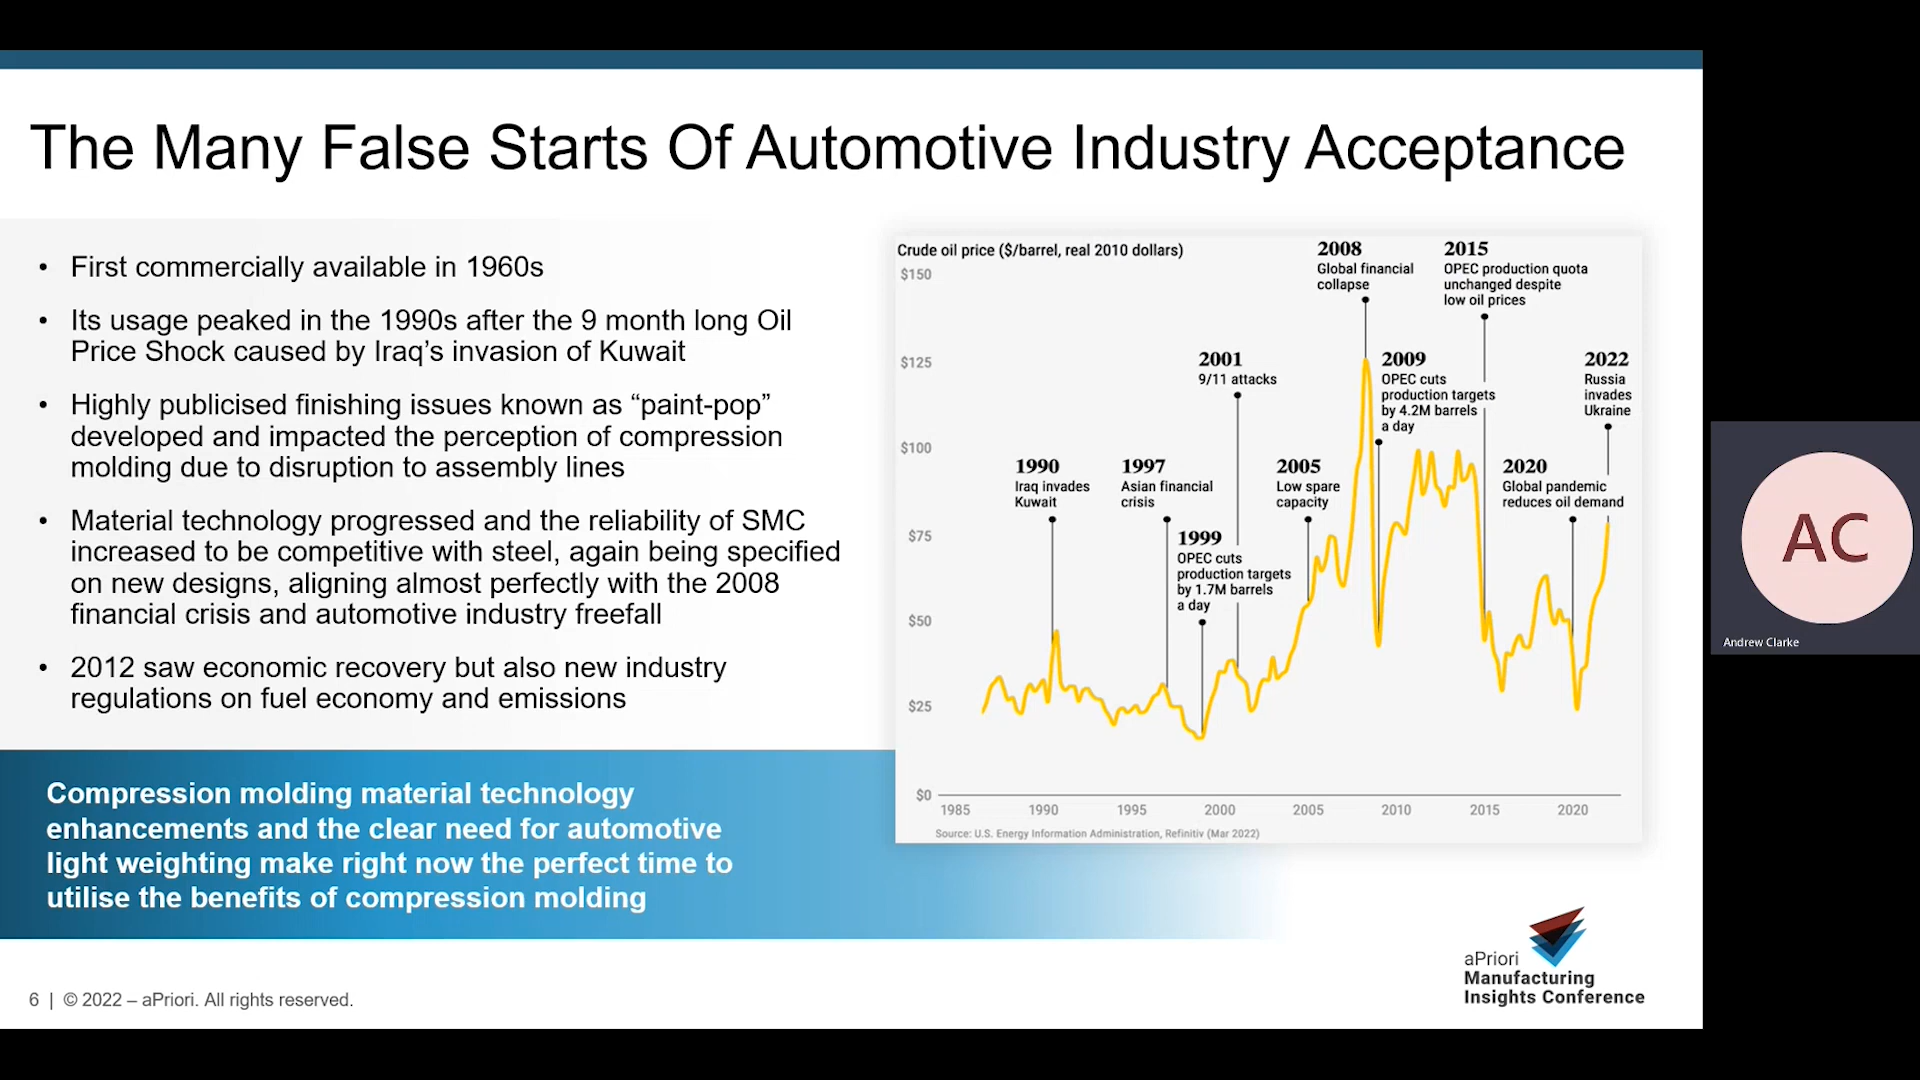 The Many False Starts Of Automotive Industry Acceptance
• First commercially available in 1960s
• Its usage peaked in the 1990s after the 9 month long Oil
Price Shock caused by Iraq’s invasion of Kuwait
• Highly publicised finishing issues known as “paint-pop”
developed and impacted the perception of compression
molding due to disruption to assembly lines
• Material technology progressed and the reliability of SMC
increased to be competitive with steel, again being specified
on new designs, aligning almost perfectly with the 2008
financial crisis and automotive industry freefall
• 2012 saw economic recovery but also new industry
regulations on fuel economy and emissions
Compression molding material technology
enhancements and the clear need for automotive
light weighting make right now the perfect time to
utilise the benefits of compression molding
Crude oil price ($/barrel, real 2010 dollars)
$150
$125
$100
$75
$50
$25
$0
1990
Iraq invades
Kuwait
1997
Asian financial
crisis
1999
OPEC cuts
production targets
by 1.7M barrels
a day
2001
9/11 attacks
2005
Low spare
capacity
2008
Global financial
collapse
2009
OPEC cuts
production targets
by 4.2M barrels
a day
2015
OPEC production quota
unchanged despite
low oil prices
2020
Global pandemic
reduces oil demand
2022
Russia
invades
Ukraine
1985 1990 1995 2000 2005 2010 2015 2020
Source: U.S. Energy Information Administration, Refinitiv (Mar 2022)
AC
Andrew Clarke
aPriori
Manufacturing
Insights Conference
6 | © 2022 – aPriori. All rights reserved.